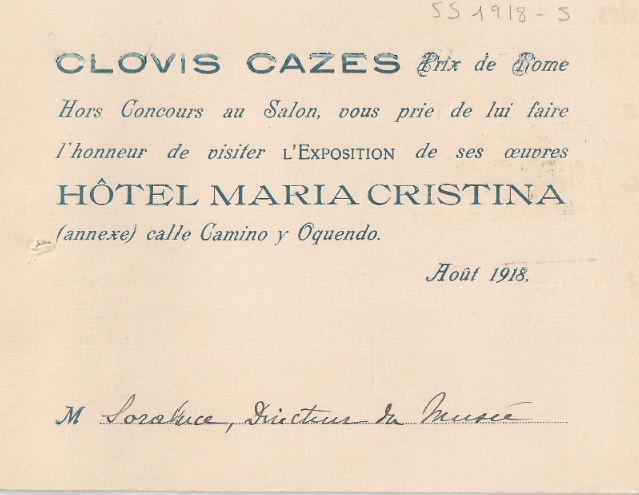 SS 1918 - S
CLOVIS CAZES Prix de Rome
Hors Concours au Salon, vous prie de lui faire
l'honneur de visiter L'EXPOSITION de ses œuvres
HÔTEL MARIA CRISTINA
(annexe) calle Camino y Oquendo.
Août 1918.
M Soraluce, Directeur du Musée